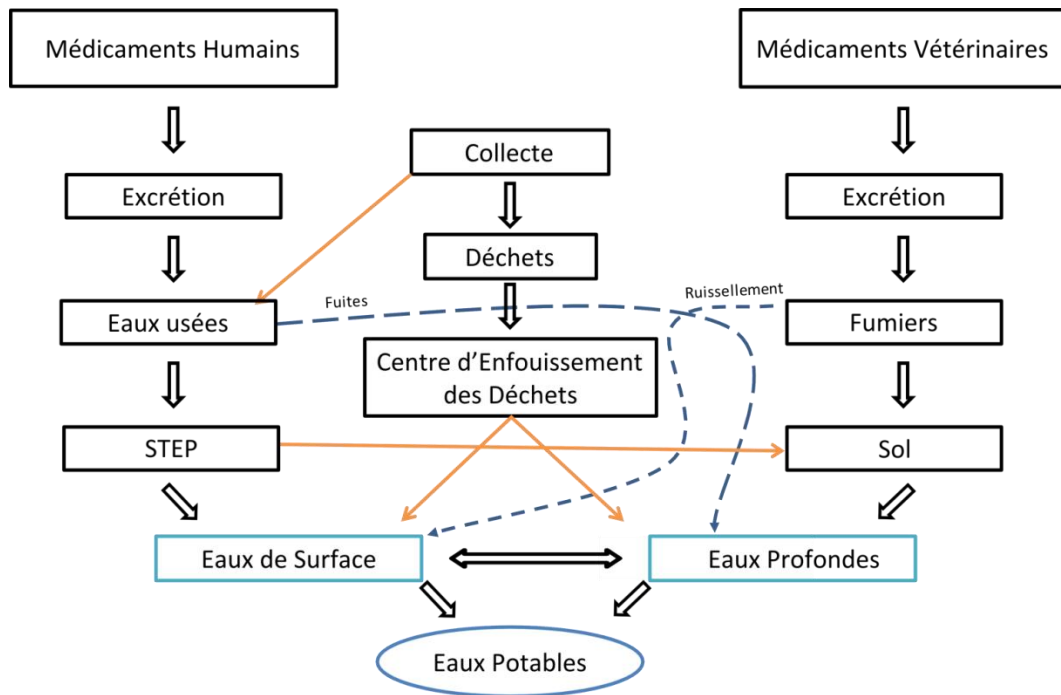 Médicaments Humains
Médicaments Vétérinaires
Collecte
Excrétion
Excrétion
Déchets
Fuites
Ruissellement
Eaux usées
Fumiers
Centre d'Enfouissement
des Déchets
STEP
Sol
Eaux de Surface
Eaux Profondes
Eaux Potables